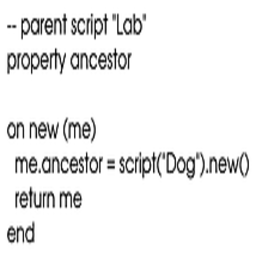 -- parent script "Lab"
property ancestor

on new (me)
  me.ancestor = script("Dog").new()
  return me
end